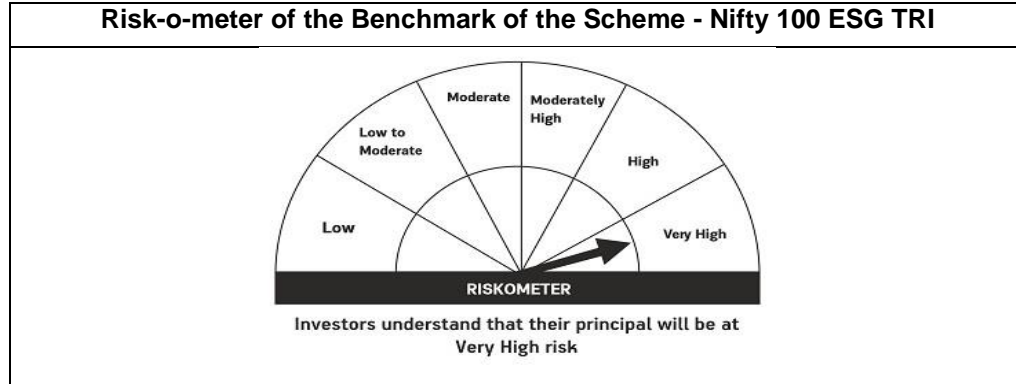 Risk-o-meter of the Benchmark of the Scheme - Nifty 100 ESG TRI
Moderate
Moderately
High
Low to
Moderate
High
Low
Very High
RISKOMETER
Investors understand that their principal will be at
Very High risk